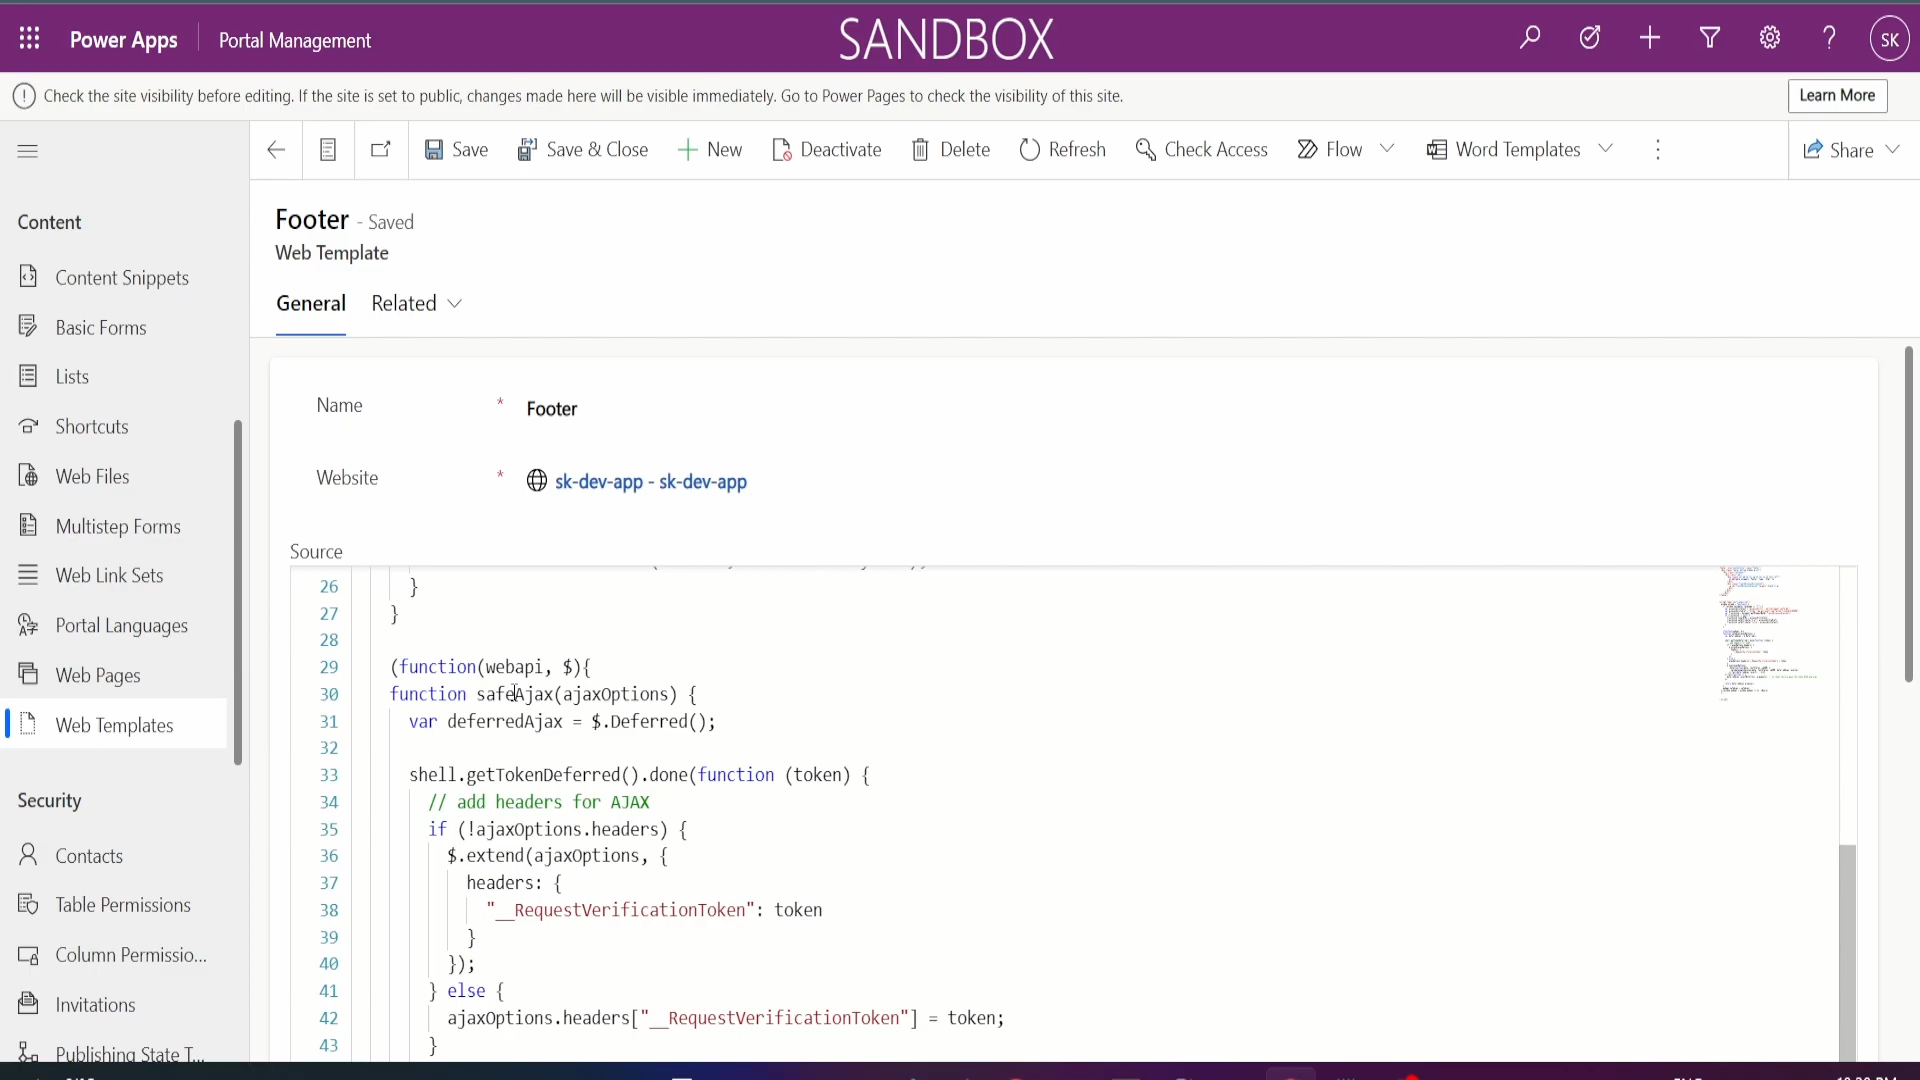 Power Apps
Portal Management
SANDBOX
SK
Check the site visibility before editing. If the site is set to public, changes made here will be visible immediately. Go to Power Pages to check the visibility of this site.
Learn More
Save
Save & Close
New
Deactivate
Delete
Refresh
Check Access
Flow
Word Templates
Share
Content
Content Snippets
Basic Forms
Lists
Shortcuts
Web Files
Multistep Forms
Web Link Sets
Portal Languages
Web Pages
Web Templates
Security
Contacts
Table Permissions
Column Permissio...
Invitations
Publishing State T...
Footer - Saved
Web Template
General
Related
Name * Footer
Website * sk-dev-app - sk-dev-app
Source
26 }
27 }
28
29 (function(webapi, $){
30 function safeAjax(ajaxOptions) {
31 var deferredAjax = $.Deferred();
32
33 shell.getTokenDeferred().done(function (token) {
34 // add headers for AJAX
35 if (!ajaxOptions.headers) {
36 $.extend(ajaxOptions, {
37 headers: {
38 "__RequestVerificationToken": token
39 }
40 });
41 } else {
42 ajaxOptions.headers["__RequestVerificationToken"] = token;
43 }